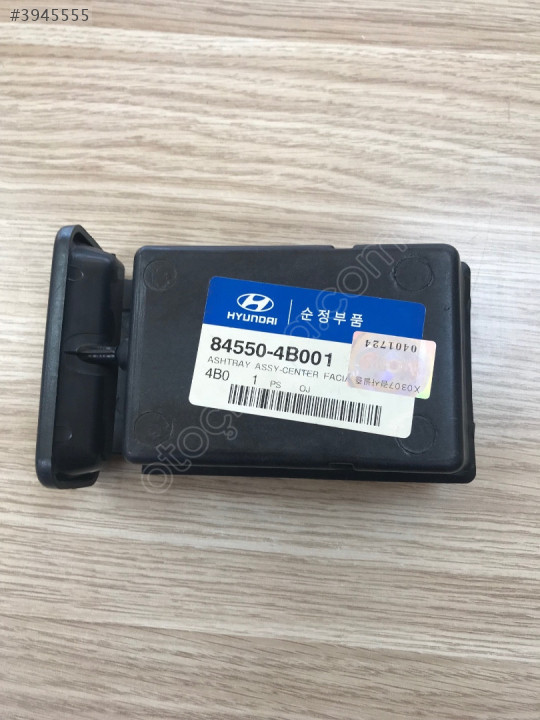 #3945555
HYUNDAI
순정부품
84550-4B001
ASHTRAY ASSY-CENTER FACIA
4B0 1 PS OJ
0401724